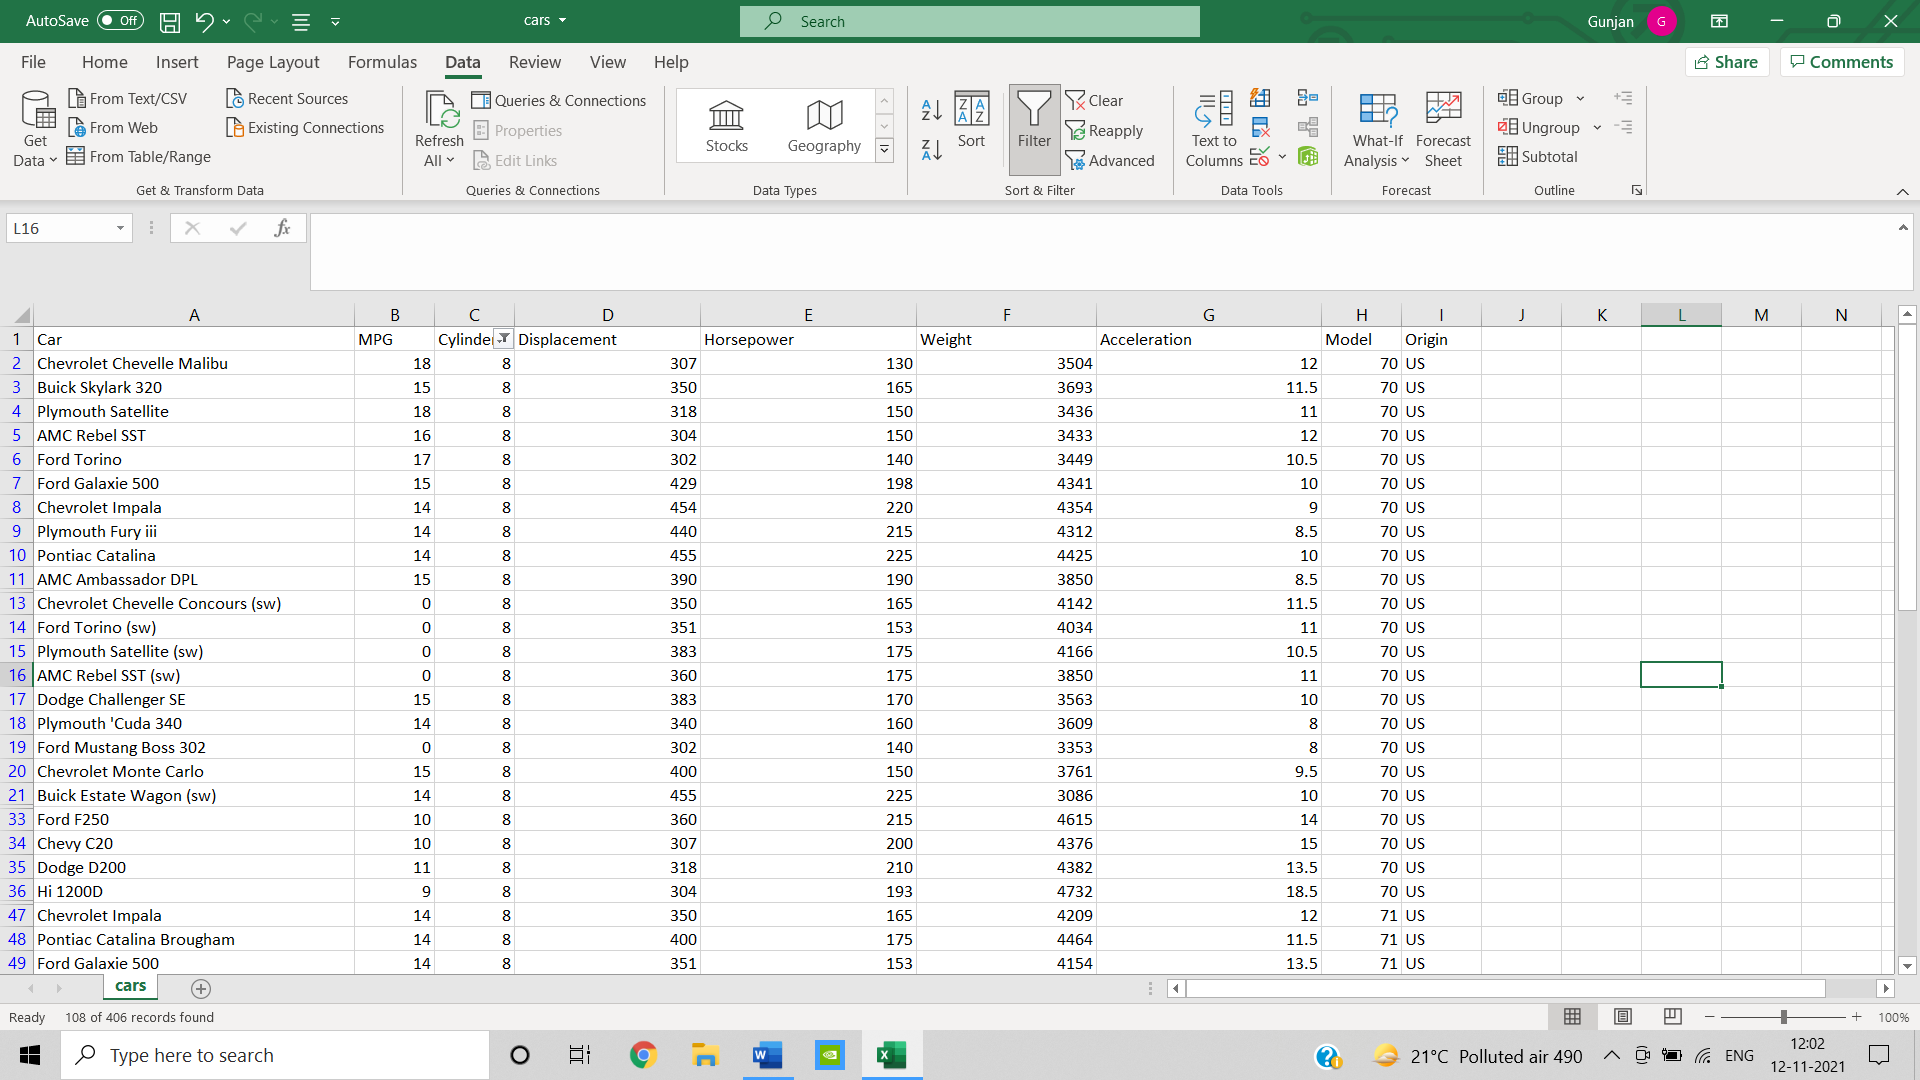 AutoSave Off cars Search Gunjan G
File Home Insert Page Layout Formulas Data Review View Help Share Comments
Get Data From Text/CSV From Web From Table/Range Recent Sources Existing Connections
Refresh All Queries & Connections Properties Edit Links
Stocks Geography
Sort Filter Clear Reapply Advanced
Text to Columns What-If Analysis Forecast Sheet Group Ungroup Subtotal
Get & Transform Data Queries & Connections Data Types Sort & Filter Data Tools Forecast Outline
L16 fx
A B C D E F G H I J K L M N
1 Car MPG Cylinder Displacement Horsepower Weight Acceleration Model Origin
2 Chevrolet Chevelle Malibu 18 8 307 130 3504 12 70 US
3 Buick Skylark 320 15 8 350 165 3693 11.5 70 US
4 Plymouth Satellite 18 8 318 150 3436 11 70 US
5 AMC Rebel SST 16 8 304 150 3433 12 70 US
6 Ford Torino 17 8 302 140 3449 10.5 70 US
7 Ford Galaxie 500 15 8 429 198 4341 10 70 US
8 Chevrolet Impala 14 8 454 220 4354 9 70 US
9 Plymouth Fury iii 14 8 440 215 4312 8.5 70 US
10 Pontiac Catalina 14 8 455 225 4425 10 70 US
11 AMC Ambassador DPL 15 8 390 190 3850 8.5 70 US
13 Chevrolet Chevelle Concours (sw) 0 8 350 165 4142 11.5 70 US
14 Ford Torino (sw) 0 8 351 153 4034 11 70 US
15 Plymouth Satellite (sw) 0 8 383 175 4166 10.5 70 US
16 AMC Rebel SST (sw) 0 8 360 175 3850 11 70 US
17 Dodge Challenger SE 15 8 383 170 3563 10 70 US
18 Plymouth 'Cuda 340 14 8 340 160 3609 8 70 US
19 Ford Mustang Boss 302 0 8 302 140 3353 8 70 US
20 Chevrolet Monte Carlo 15 8 400 150 3761 9.5 70 US
21 Buick Estate Wagon (sw) 14 8 455 225 3086 10 70 US
33 Ford F250 10 8 360 215 4615 14 70 US
34 Chevy C20 10 8 307 200 4376 15 70 US
35 Dodge D200 11 8 318 210 4382 13.5 70 US
36 Hi 1200D 9 8 304 193 4732 18.5 70 US
47 Chevrolet Impala 14 8 350 165 4209 12 71 US
48 Pontiac Catalina Brougham 14 8 400 175 4464 11.5 71 US
49 Ford Galaxie 500 14 8 351 153 4154 13.5 71 US
cars
Ready 108 of 406 records found 100%
Type here to search 21°C Polluted air 490 ENG 12:02
12-11-2021